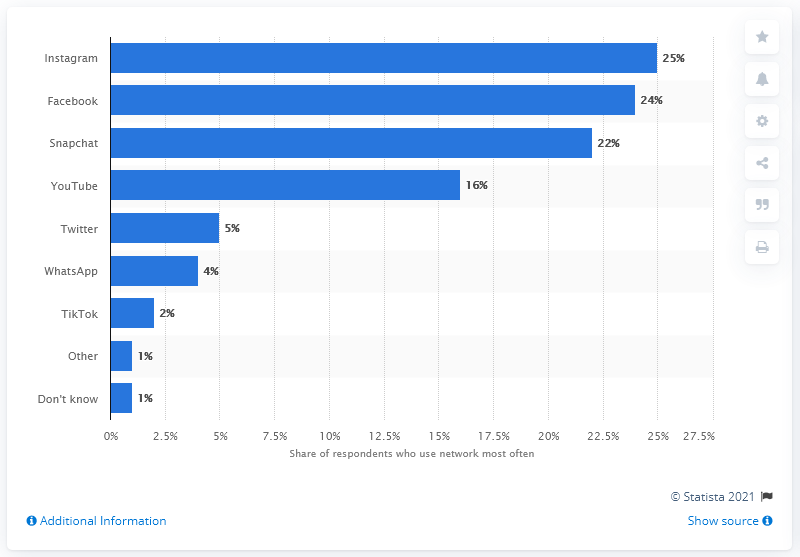 Instagram 25%
Facebook 24%
Snapchat 22%
YouTube 16%
Twitter 5%
WhatsApp 4%
TikTok 2%
Other 1%
Don't know 1%
0% 2.5% 5% 7.5% 10% 12.5% 15% 17.5% 20% 22.5% 25% 27.5%
Share of respondents who use network most often
© Statista 2021
Additional Information Show source